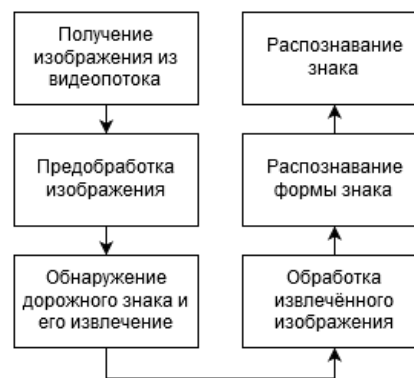 Получение
изображения из
видеопотока
Предобработка
изображения
Обнаружение
дорожного знака и
его извлечение
Обработка
извлечённого
изображения
Распознавание
формы знака
Распознавание
знака